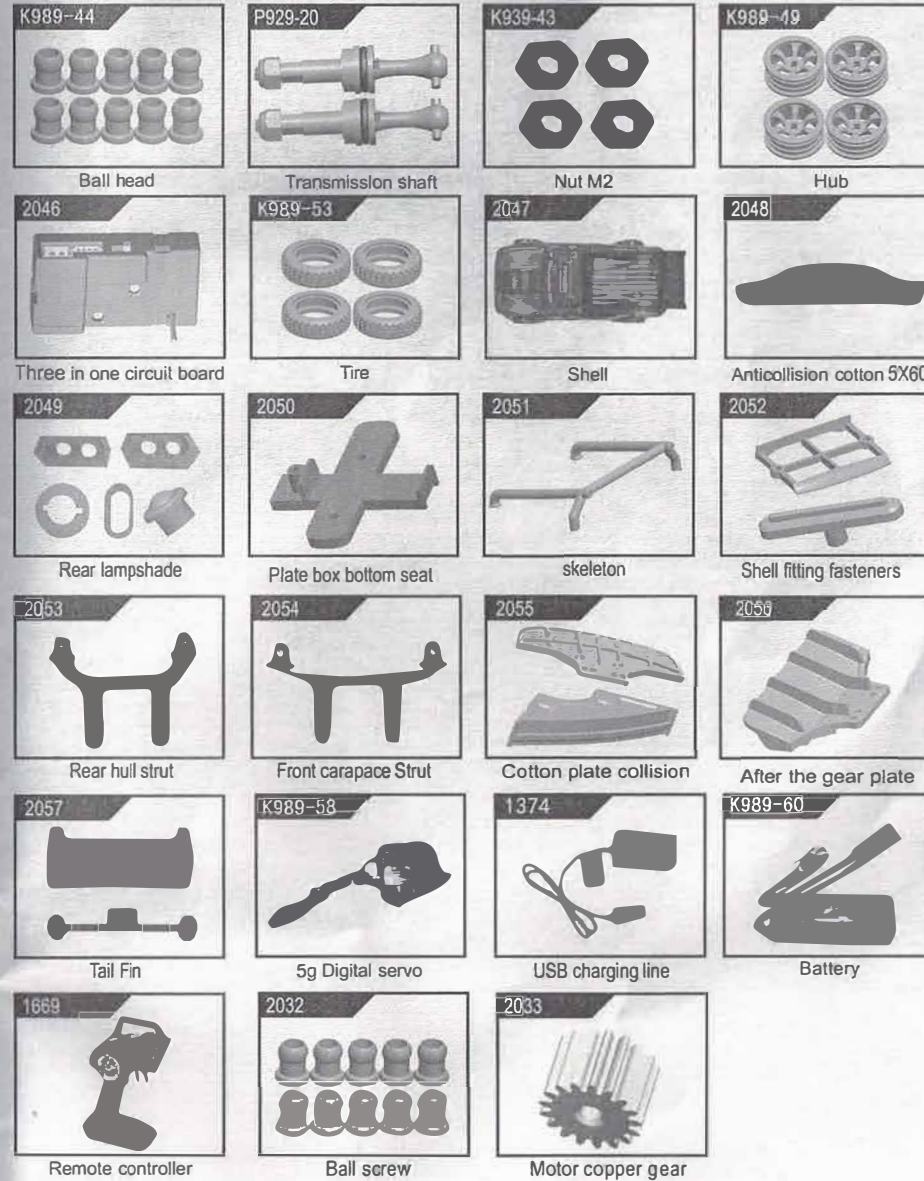 K989-44
P929-20
K939-43
K989-49
Ball head
Transmission shaft
Nut M2
Hub
2046
K989-53
2047
2048
Three in one circuit board
Tire
Shell
Anticollision cotton 5X60
2049
2050
2051
2052
Rear lampshade
Plate box bottom seat
skeleton
Shell fitting fasteners
2053
2054
2055
2056
Rear hull strut
Front carapace Strut
Cotton plate collision
After the gear plate
2057
K989-58
1374
K989-60
Tail Fin
5g Digital servo
USB charging line
Battery
1669
2032
2033
Remote controller
Ball screw
Motor copper gear